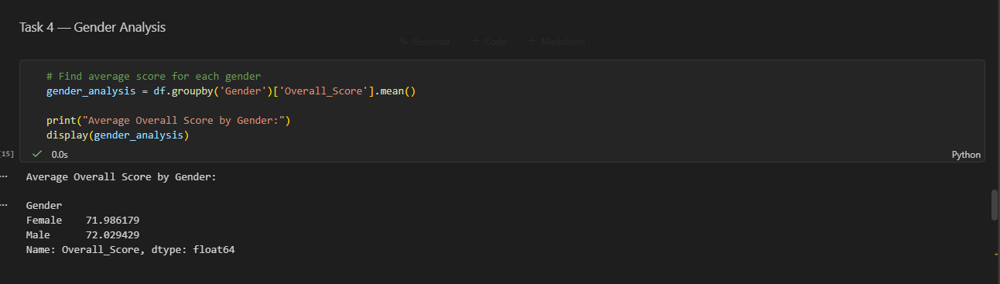 Task 4 — Gender Analysis
Generate + Code + Markdown
# Find average score for each gender
gender_analysis = df.groupby('Gender')['Overall_Score'].mean()
print("Average Overall Score by Gender:")
display(gender_analysis)
[15] ✓ 0.0s Python
... Average Overall Score by Gender:
... Gender
Female 71.986179
Male 72.029429
Name: Overall_Score, dtype: float64